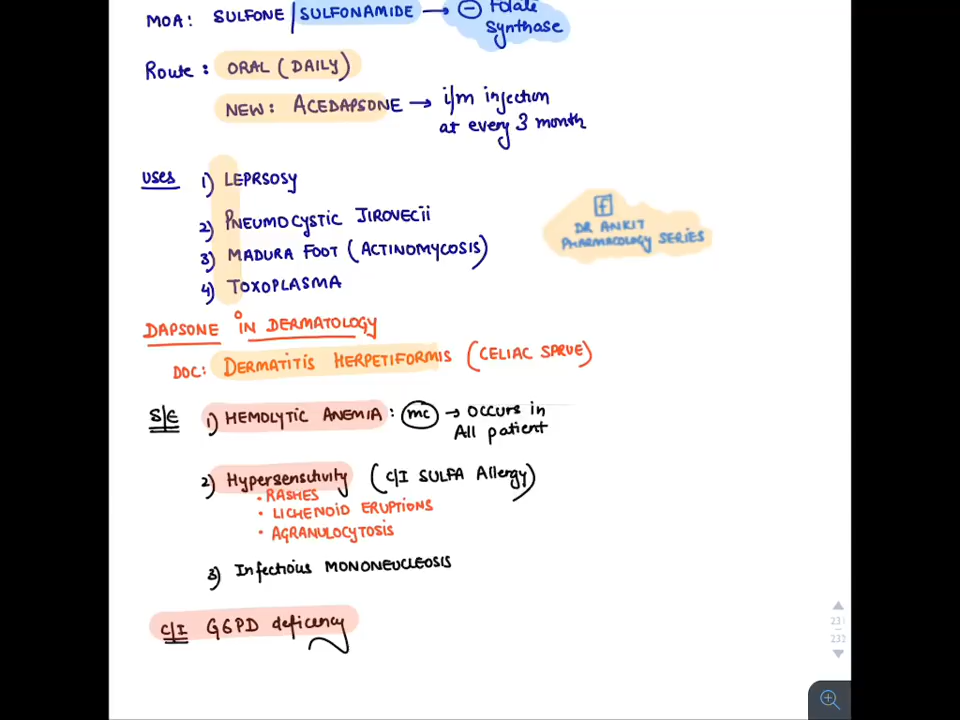 MOA: SULFONE / SULFONAMIDE → ⊖ Folate
Synthase
Route: ORAL (DAILY)
NEW: ACEDAPSONE → i/m injection
at every 3 month
USES 1) LEPRSOSY
2) PNEUMOCYSTIC JIROVECII
3) MADURA FOOT (ACTINOMYCOSIS)
4) TOXOPLASMA
f
DR ANKIT
PHARMACOLOGY SERIES
DAPSONE IN DERMATOLOGY
DOC: DERMATITIS HERPETIFORMIS (CELIAC SPRUE)
S/E 1) HEMOLYTIC ANEMIA: mc → OCCURS IN
All patient
2) Hypersensitivity (C/I SULFA Allergy)
• RASHES
• LICHENOID ERUPTIONS
• AGRANULOCYTOSIS
3) Infectious MONONEUCLEOSIS
C/I G6PD deficency
231
232